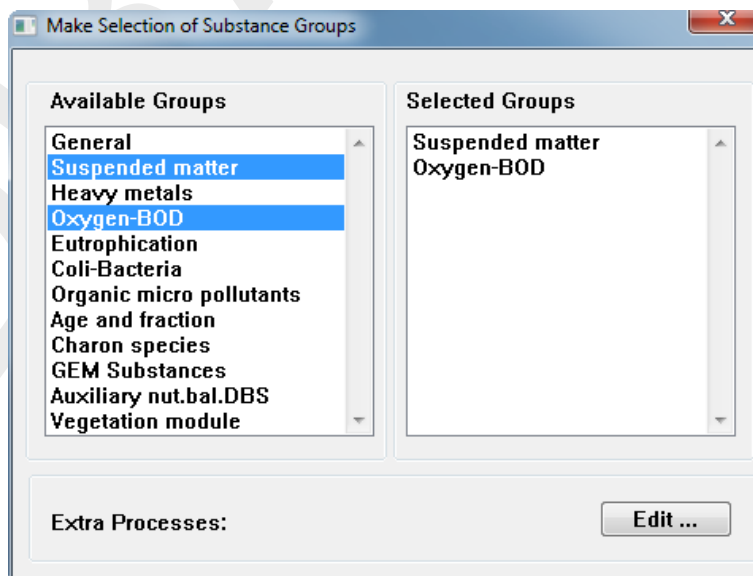 Make Selection of Substance Groups
Available Groups
General
Suspended matter
Heavy metals
Oxygen-BOD
Eutrophication
Coli-Bacteria
Organic micro pollutants
Age and fraction
Charon species
GEM Substances
Auxiliary nut.bal.DBS
Vegetation module
Selected Groups
Suspended matter
Oxygen-BOD
Extra Processes:
Edit ...